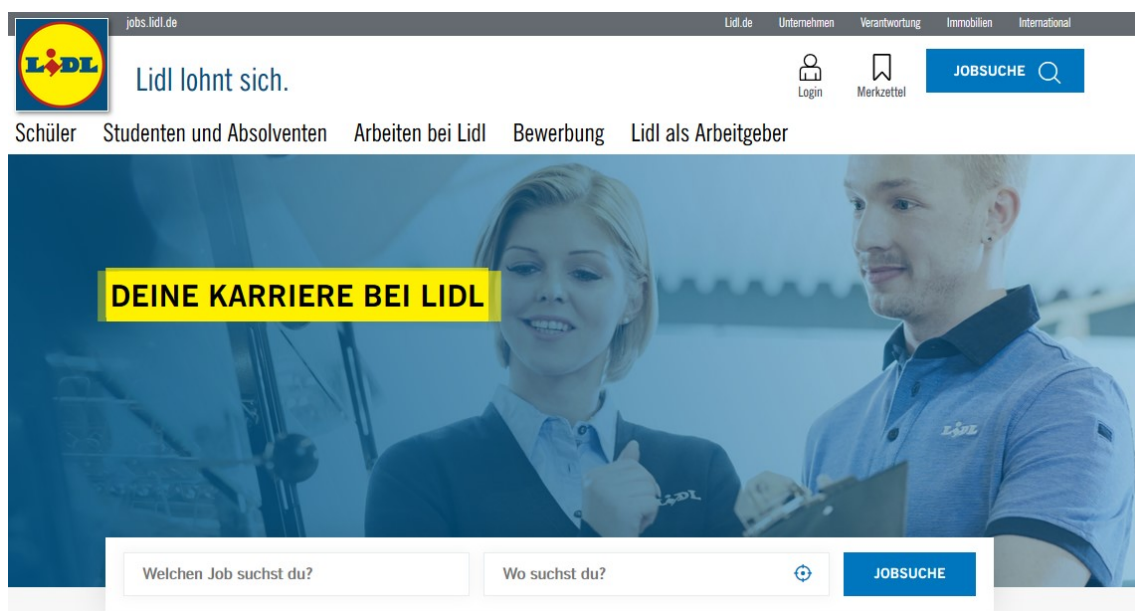 jobs.lidl.de Lidl.de Unternehmen Verantwortung Immobilien International
LIDL Lidl lohnt sich. Login Merkzettel JOBSUCHE
Schüler Studenten und Absolventen Arbeiten bei Lidl Bewerbung Lidl als Arbeitgeber
DEINE KARRIERE BEI LIDL
LIDL
LIDL
Welchen Job suchst du? Wo suchst du? JOBSUCHE